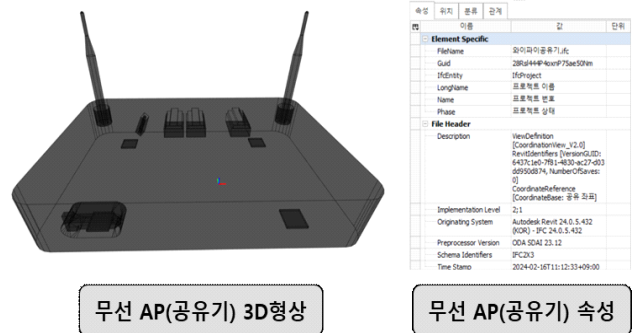 속성 위치 분류 관계
이름 값 단위
Element Specific
FileName 와이파이공유기.ifc
Guid 28Rsl444P4oxnP7Sae50Nm
IfcEntity IfcProject
LongName 프로젝트 이름
Name 프로젝트 번호
Phase 프로젝트 상태
File Header
Description ViewDefinition
[CoordinationView_V2.0]
RevitIdentifiers [VersionGUID:
6437c1e0-7f81-4830-ac27-d03
dd950d874, NumberOfSaves:
0]
CoordinateReference
[CoordinateBase: 공유 좌표]
Implementation Level 2;1
Originating System Autodesk Revit 24.0.5.432
(KOR) - IFC 24.0.5.432
Preprocessor Version ODA SDAI 23.12
Schema Identifiers IFC2X3
Time Stamp 2024-02-16T11:12:33+09:00
무선 AP(공유기) 3D형상
무선 AP(공유기) 속성